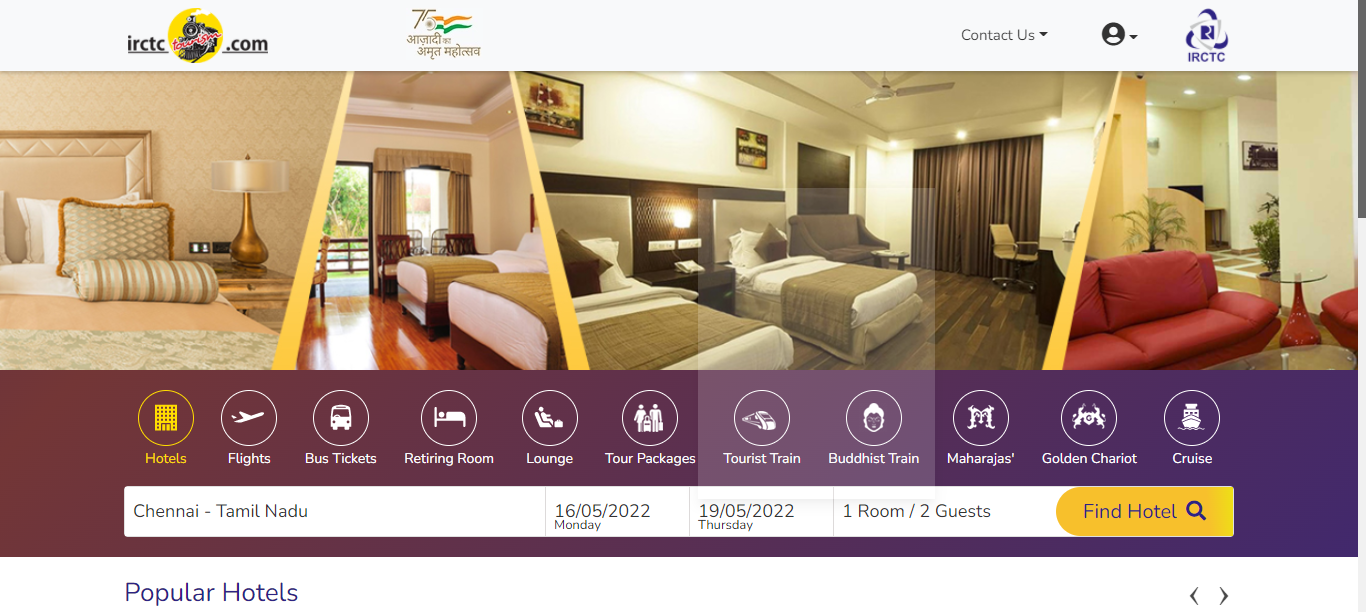 irctc tourism .com
75
आज़ादी का
अमृत महोत्सव
Contact Us
IRCTC
Hotels
Flights
Bus Tickets
Retiring Room
Lounge
Tour Packages
Tourist Train
Buddhist Train
Maharajas'
Golden Chariot
Cruise
Chennai - Tamil Nadu
16/05/2022
Monday
19/05/2022
Thursday
1 Room / 2 Guests
Find Hotel
Popular Hotels